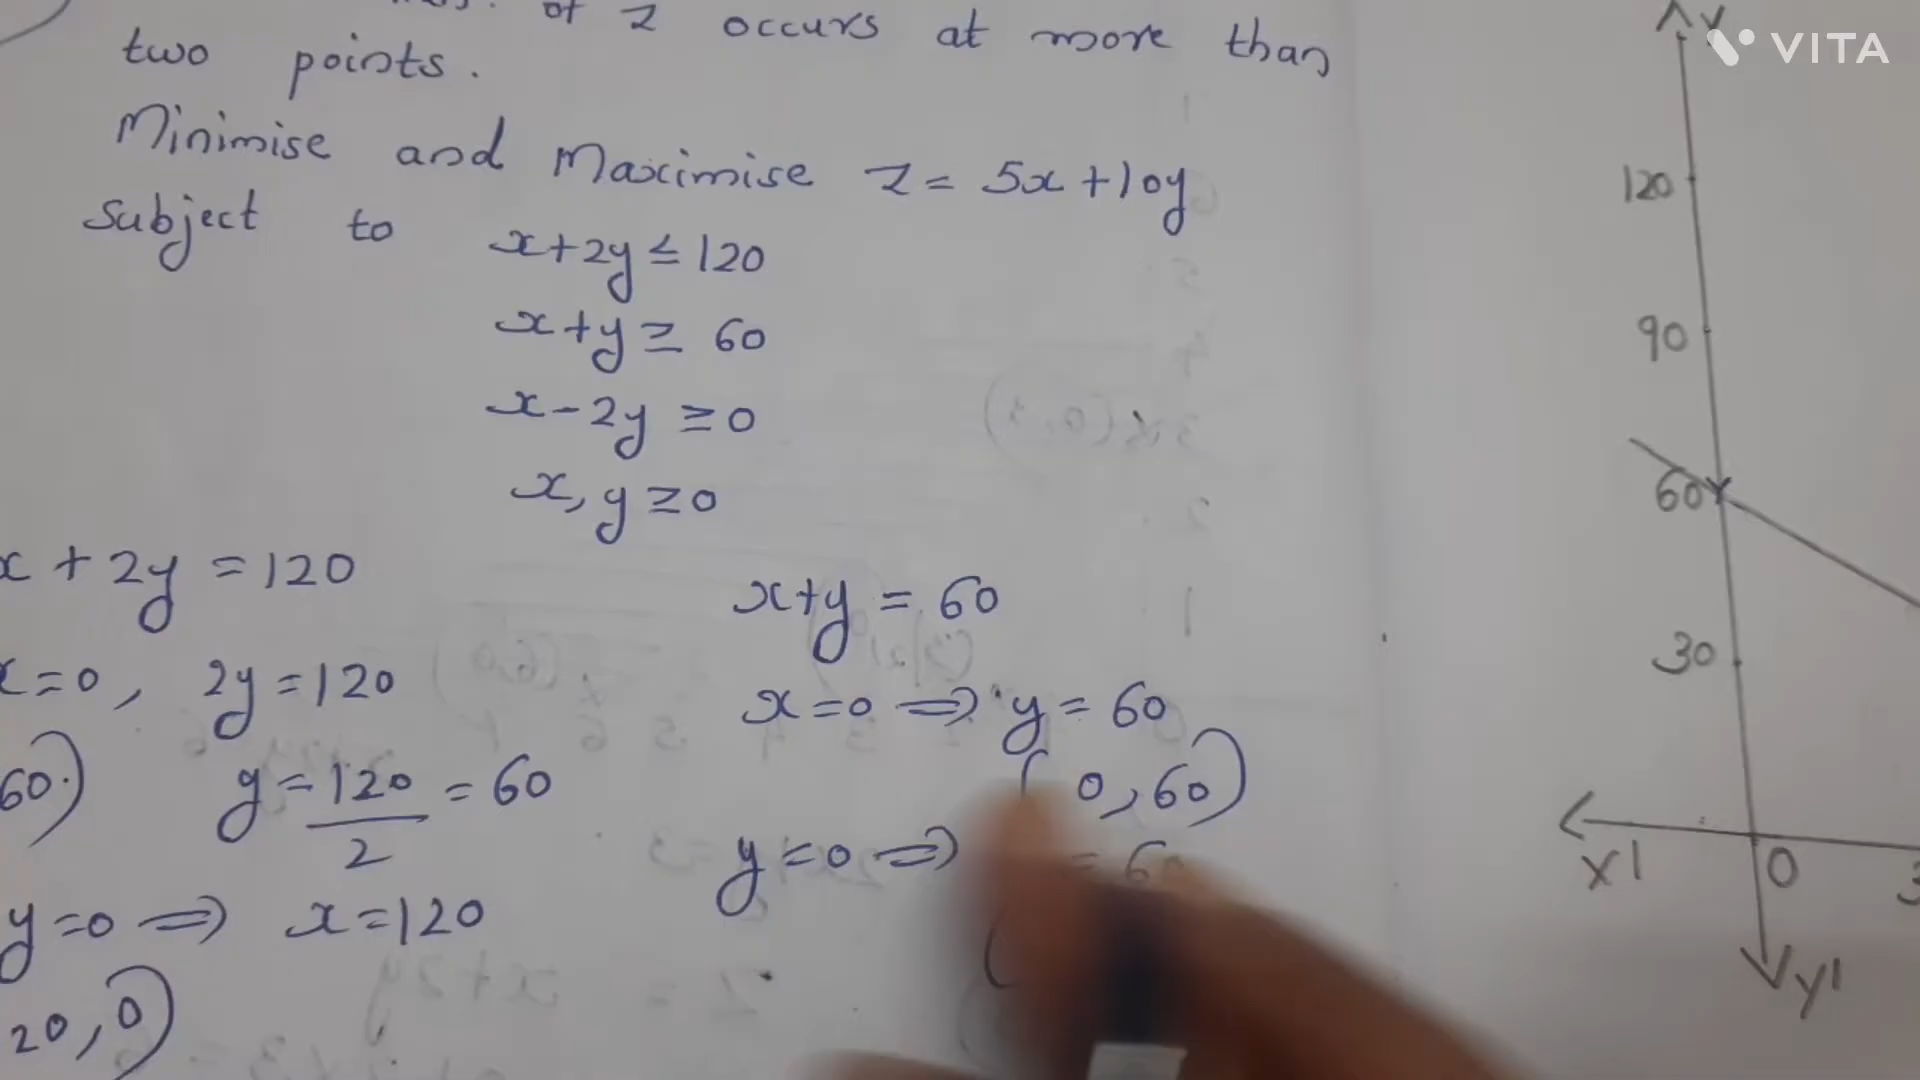 of Z occurs at more than
two points.
Minimise and Maximise Z = 5x+10y
subject to
x+2y ≤ 120
x+y ≥ 60
x-2y ≥ 0
x, y ≥ 0
x + 2y = 120
x=0, 2y=120
60)
y = 120/2 = 60
y=0 ⟹ x=120
20,0)
x+y = 60
x=0 ⟹ y = 60
(0,60)
y=0 ⟹ = 60
(
Y
120
90
60
30
X' 0 3
Y'
VITA